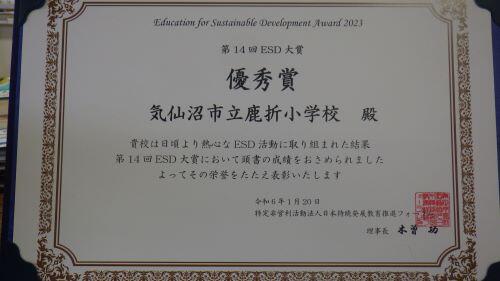 Education for Sustainable Development Award 2023
第14回ESD大賞
優秀賞
気仙沼市立鹿折小学校　殿
貴校は日頃より熱心なESD活動に取り組まれた結果
第14回ESD大賞において頭書の成績をおさめられました
よってその栄誉をたたえ表彰いたします
令和6年1月20日
特定非営利活動法人日本持続発展教育推進フォーラム
理事長　木曽　功